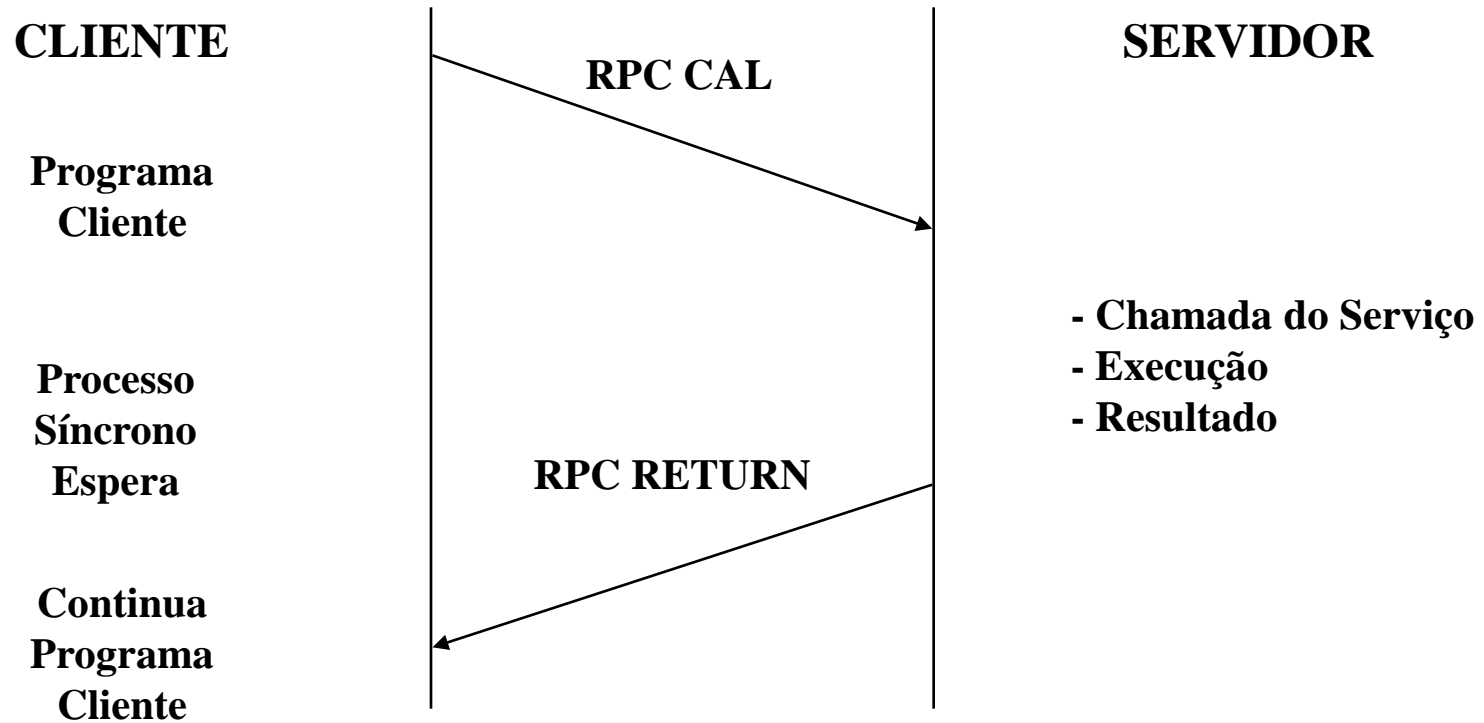 CLIENTE
SERVIDOR
RPC CAL
Programa
Cliente
- Chamada do Serviço
- Execução
- Resultado
Processo
Síncrono
Espera
RPC RETURN
Continua
Programa
Cliente